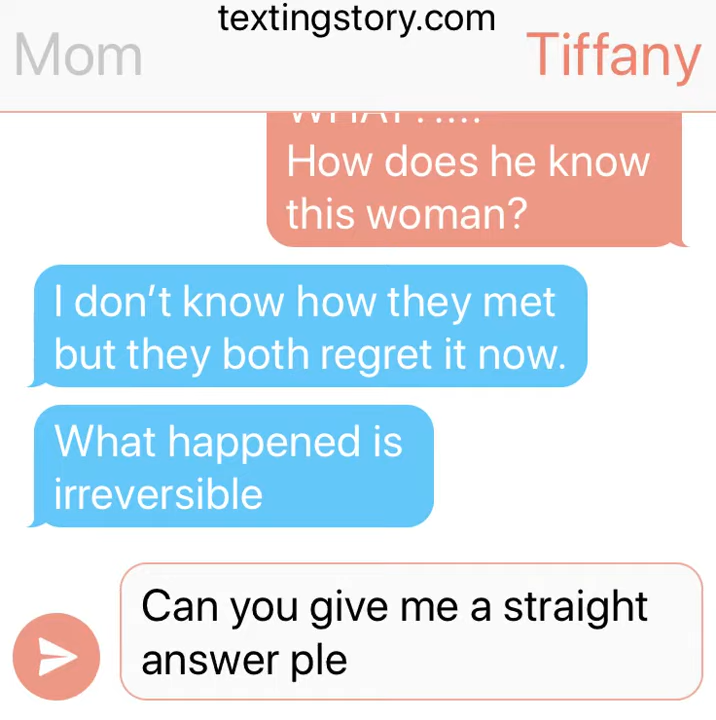 textingstory.com
Mom
Tiffany
How does he know
this woman?
I don't know how they met
but they both regret it now.
What happened is
irreversible
Can you give me a straight
answer ple